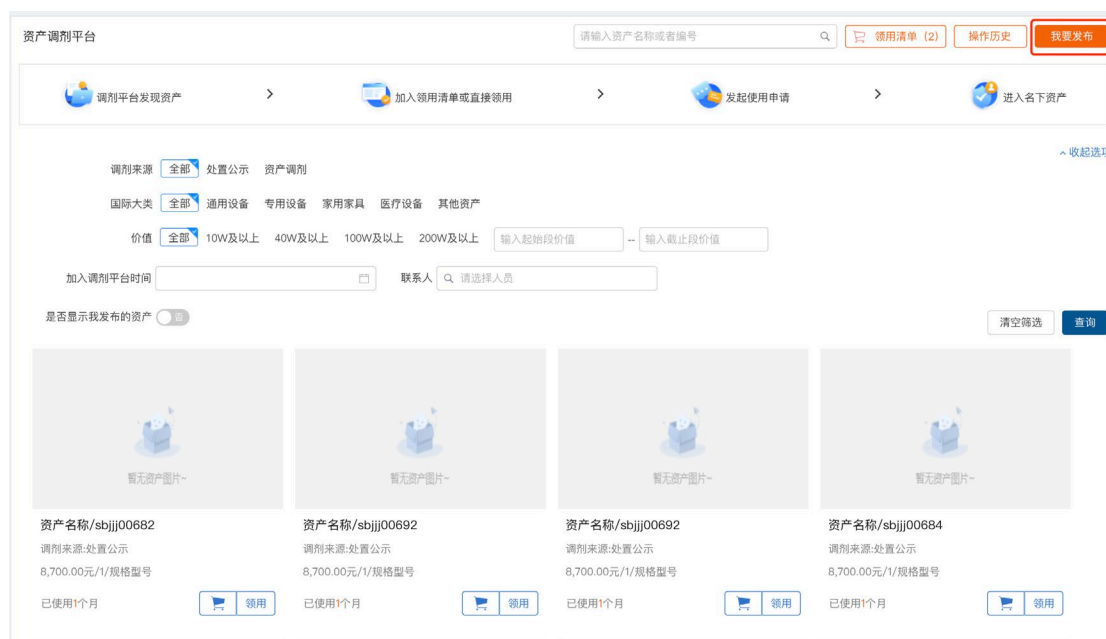 资产调剂平台
请输入资产名称或者编号
领用清单 (2)
操作历史
我要发布
调剂平台发现资产
加入领用清单或直接领用
发起使用申请
进入名下资产
收起选项
调剂来源 全部 处置公示 资产调剂
国际大类 全部 通用设备 专用设备 家用家具 医疗设备 其他资产
价值 全部 10W及以上 40W及以上 100W及以上 200W及以上 输入起始段价值 -- 输入截止段价值
加入调剂平台时间 联系人 请选择人员
是否显示我发布的资产 否
清空筛选 查询
暂无资产图片~ 暂无资产图片~ 暂无资产图片~ 暂无资产图片~
资产名称/sbjjj00682 资产名称/sbjjj00692 资产名称/sbjjj00692 资产名称/sbjjj00684
调剂来源:处置公示 调剂来源:处置公示 调剂来源:处置公示 调剂来源:处置公示
8,700.00元/1/规格型号 8,700.00元/1/规格型号 8,700.00元/1/规格型号 8,700.00元/1/规格型号
已使用1个月 领用 已使用1个月 领用 已使用1个月 领用 已使用1个月 领用